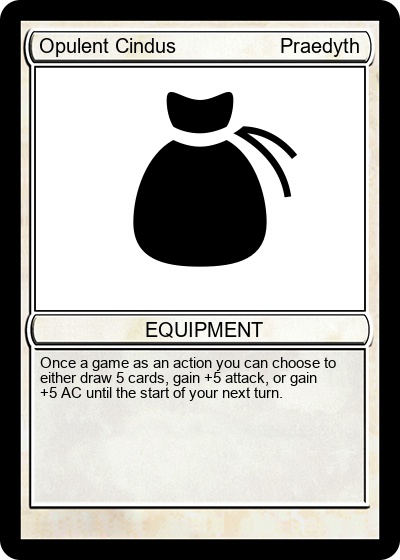 Opulent Cindus Praedyth
EQUIPMENT
Once a game as an action you can choose to
either draw 5 cards, gain +5 attack, or gain
+5 AC until the start of your next turn.